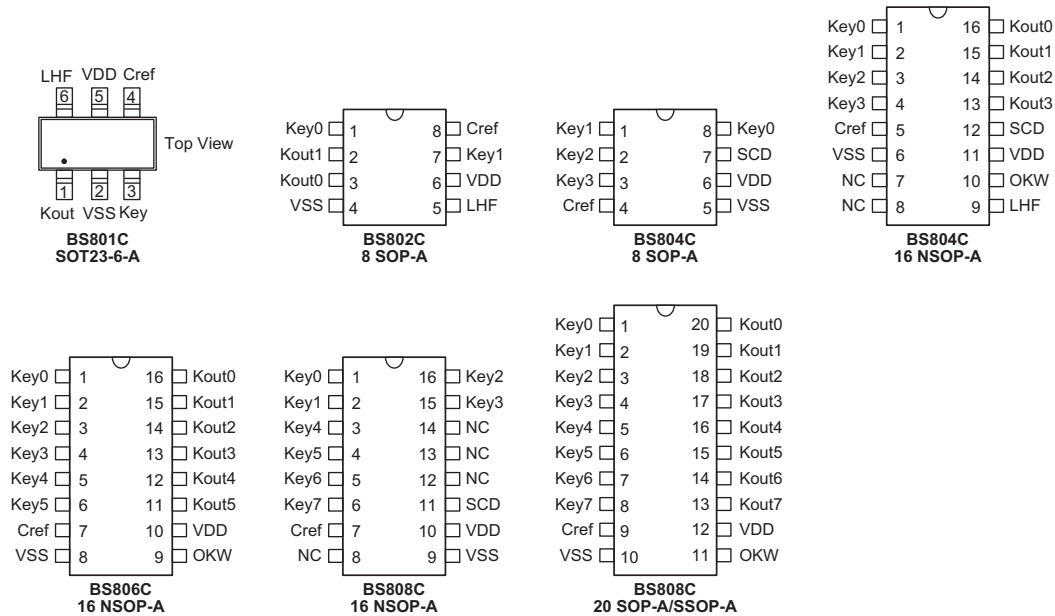 LHF VDD Cref
6 5 4
Top View
1 2 3
Kout VSS Key
BS801C
SOT23-6-A
Key0 1 8 Cref
Kout1 2 7 Key1
Kout0 3 6 VDD
VSS 4 5 LHF
BS802C
8 SOP-A
Key1 1 8 Key0
Key2 2 7 SCD
Key3 3 6 VDD
Cref 4 5 VSS
BS804C
8 SOP-A
Key0 1 16 Kout0
Key1 2 15 Kout1
Key2 3 14 Kout2
Key3 4 13 Kout3
Cref 5 12 SCD
VSS 6 11 VDD
NC 7 10 OKW
NC 8 9 LHF
BS804C
16 NSOP-A
Key0 1 16 Kout0
Key1 2 15 Kout1
Key2 3 14 Kout2
Key3 4 13 Kout3
Key4 5 12 Kout4
Key5 6 11 Kout5
Cref 7 10 VDD
VSS 8 9 OKW
BS806C
16 NSOP-A
Key0 1 16 Key2
Key1 2 15 Key3
Key4 3 14 NC
Key5 4 13 NC
Key6 5 12 NC
Key7 6 11 SCD
Cref 7 10 VDD
NC 8 9 VSS
BS808C
16 NSOP-A
Key0 1 20 Kout0
Key1 2 19 Kout1
Key2 3 18 Kout2
Key3 4 17 Kout3
Key4 5 16 Kout4
Key5 6 15 Kout5
Key6 7 14 Kout6
Key7 8 13 Kout7
Cref 9 12 VDD
VSS 10 11 OKW
BS808C
20 SOP-A/SSOP-A